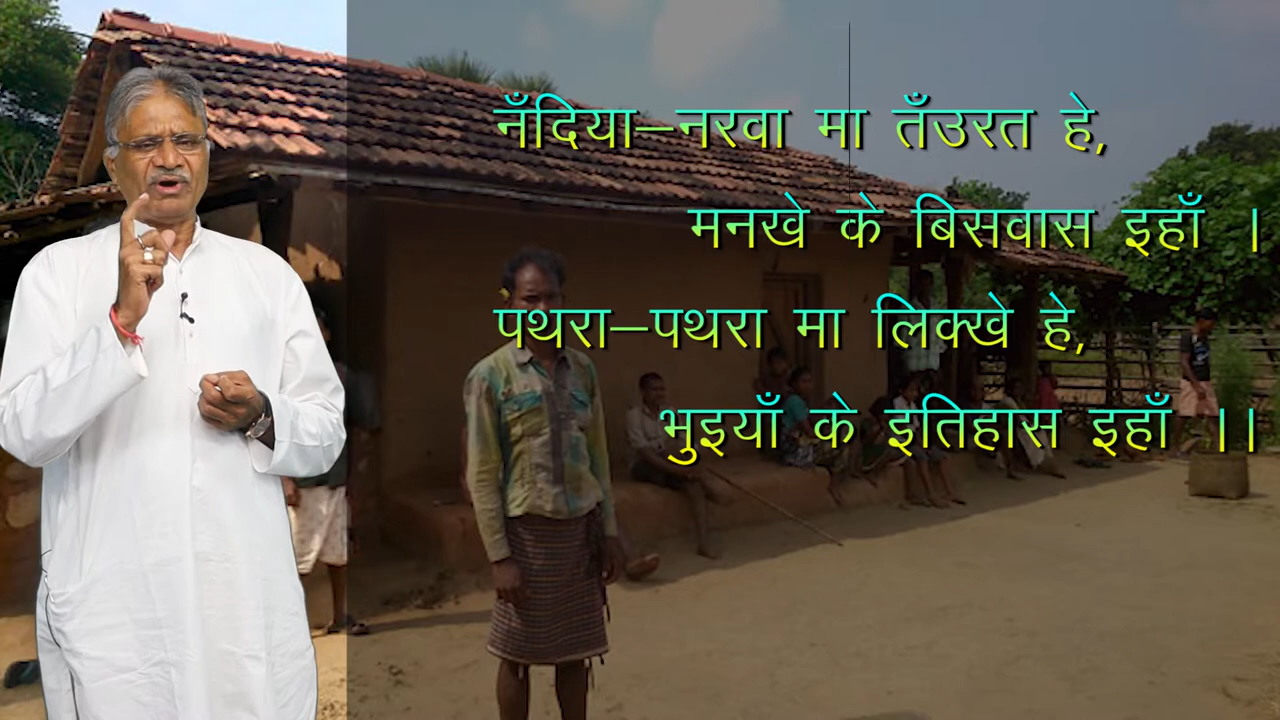 नँदिया–नरवा मा तँउरत हे,
मनखे के बिसवास इहाँ ।
पथरा–पथरा मा लिक्खे हे,
भुइयाँ के इतिहास इहाँ ।।